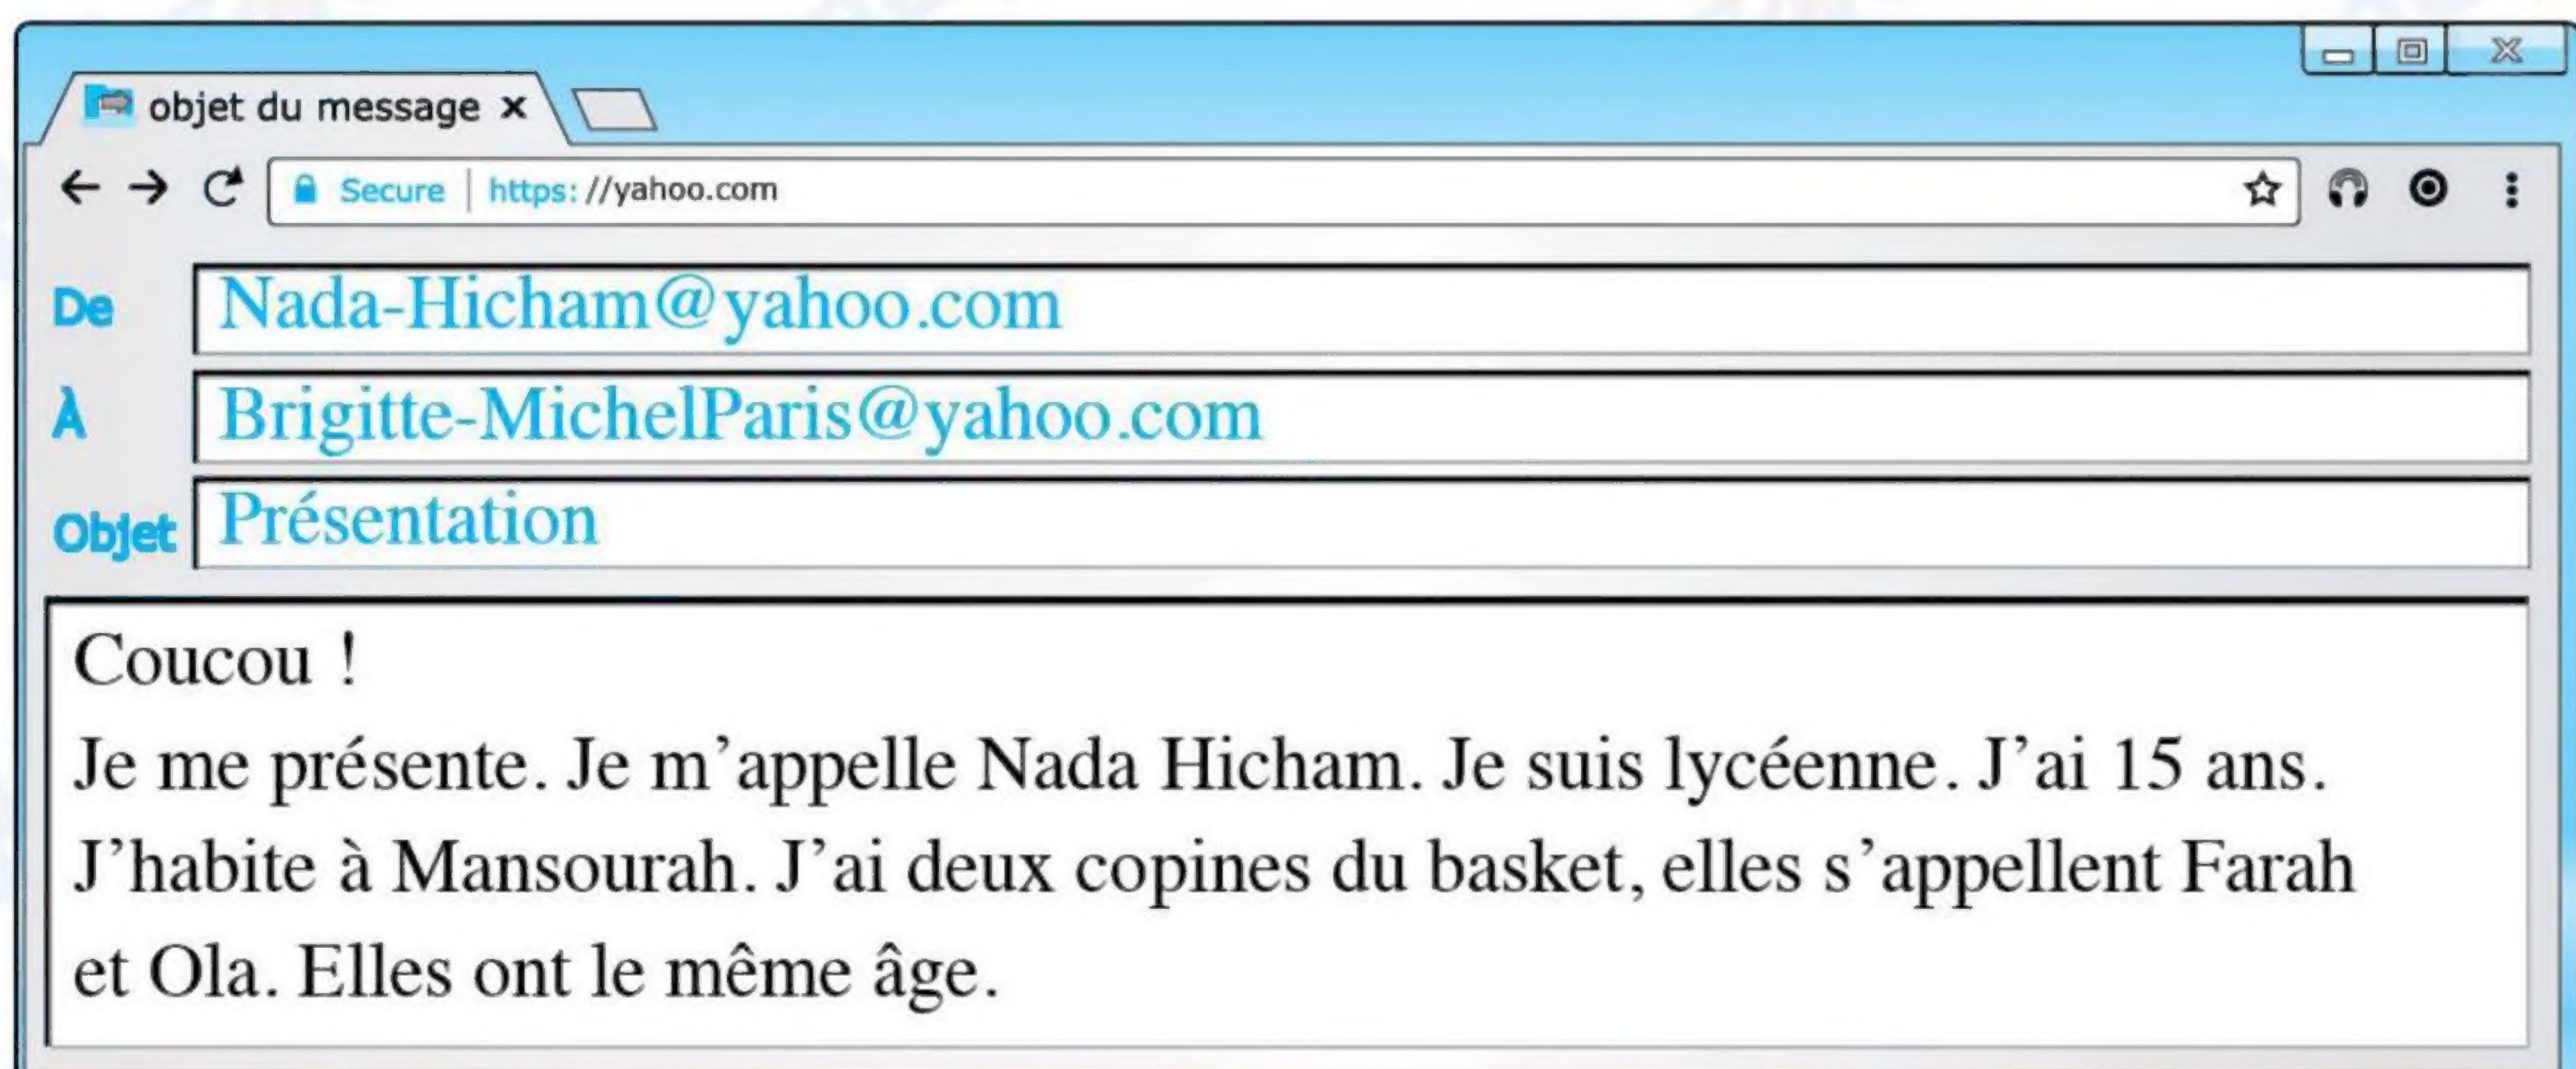 objet du message x
Secure | https://yahoo.com
De Nada-Hicham@yahoo.com
À Brigitte-MichelParis@yahoo.com
Objet Présentation
Coucou !
Je me présente. Je m’appelle Nada Hicham. Je suis lycéenne. J’ai 15 ans.
J’habite à Mansourah. J’ai deux copines du basket, elles s’appellent Farah
et Ola. Elles ont le même âge.